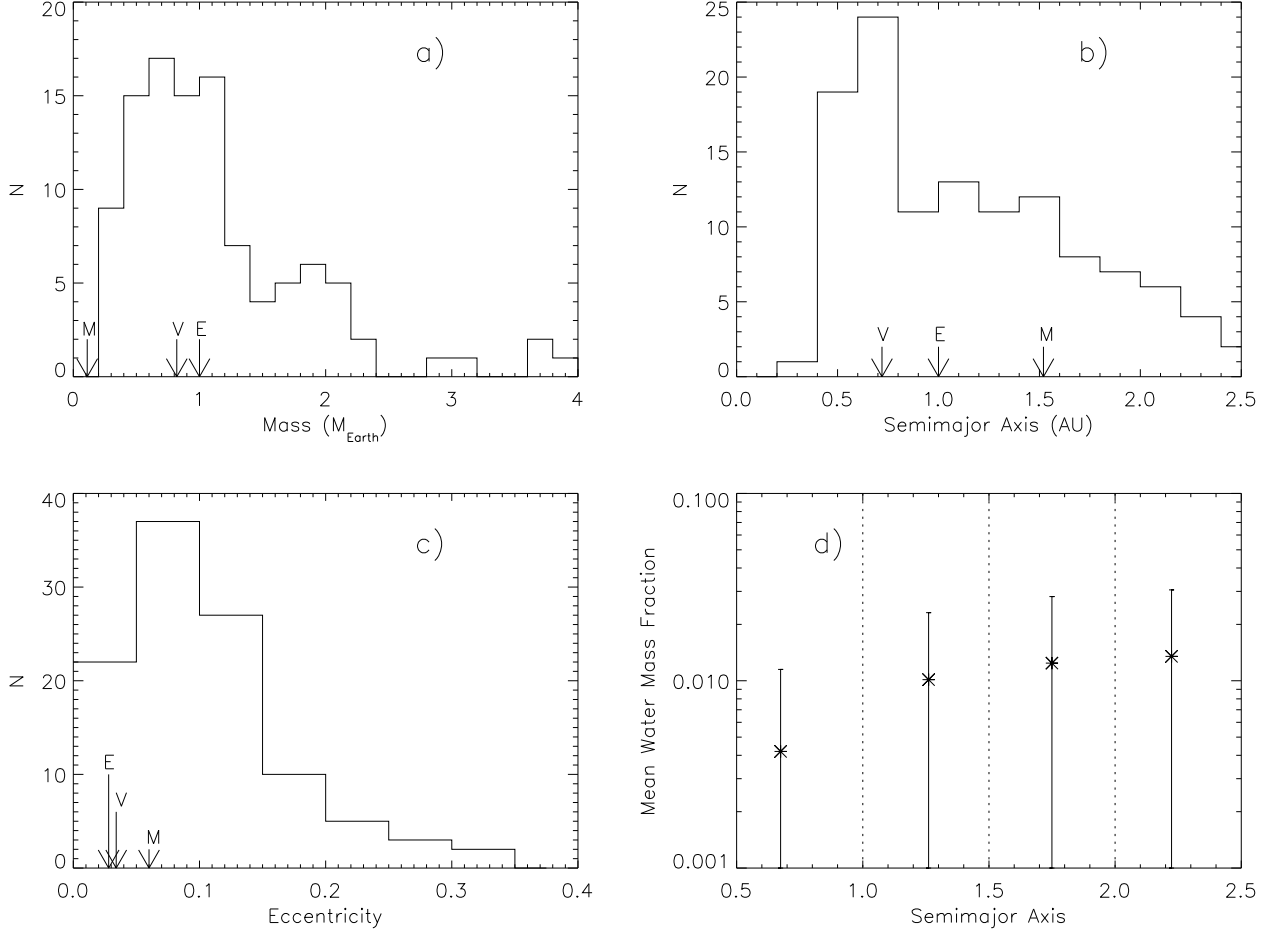 a)
20
15
10
5
0
N
M
V
E
0
1
2
3
4
Mass (M_Earth)
b)
25
20
15
10
5
0
N
V
E
M
0.0
0.5
1.0
1.5
2.0
2.5
Semimajor Axis (AU)
c)
40
30
20
10
0
N
E
V
M
0.0
0.1
0.2
0.3
0.4
Eccentricity
d)
0.100
0.010
0.001
Mean Water Mass Fraction
0.5
1.0
1.5
2.0
2.5
Semimajor Axis